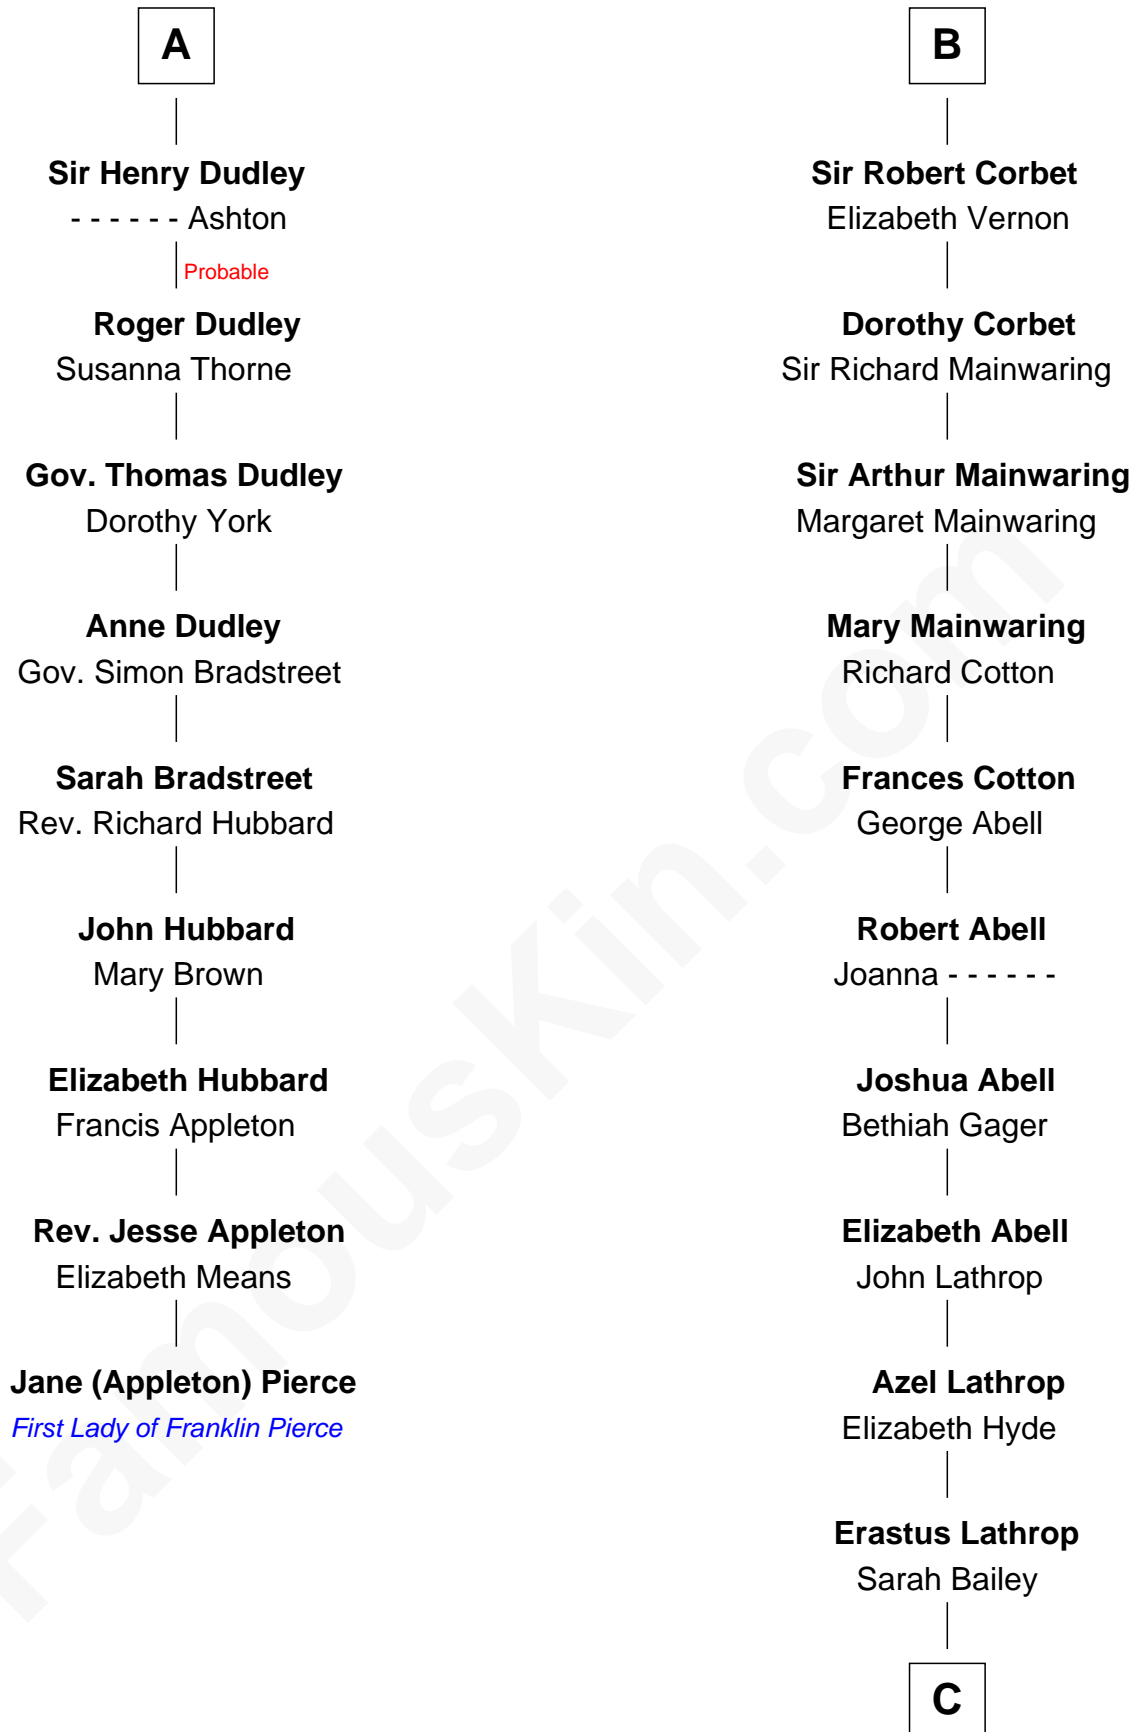 A
Sir Henry Dudley
- - - - - - Ashton
Probable
Roger Dudley
Susanna Thorne
Gov. Thomas Dudley
Dorothy York
Anne Dudley
Gov. Simon Bradstreet
Sarah Bradstreet
Rev. Richard Hubbard
John Hubbard
Mary Brown
Elizabeth Hubbard
Francis Appleton
Rev. Jesse Appleton
Elizabeth Means
Jane (Appleton) Pierce
First Lady of Franklin Pierce
B
Sir Robert Corbet
Elizabeth Vernon
Dorothy Corbet
Sir Richard Mainwaring
Sir Arthur Mainwaring
Margaret Mainwaring
Mary Mainwaring
Richard Cotton
Frances Cotton
George Abell
Robert Abell
Joanna - - - - - -
Joshua Abell
Bethiah Gager
Elizabeth Abell
John Lathrop
Azel Lathrop
Elizabeth Hyde
Erastus Lathrop
Sarah Bailey
C
FamousKin.com